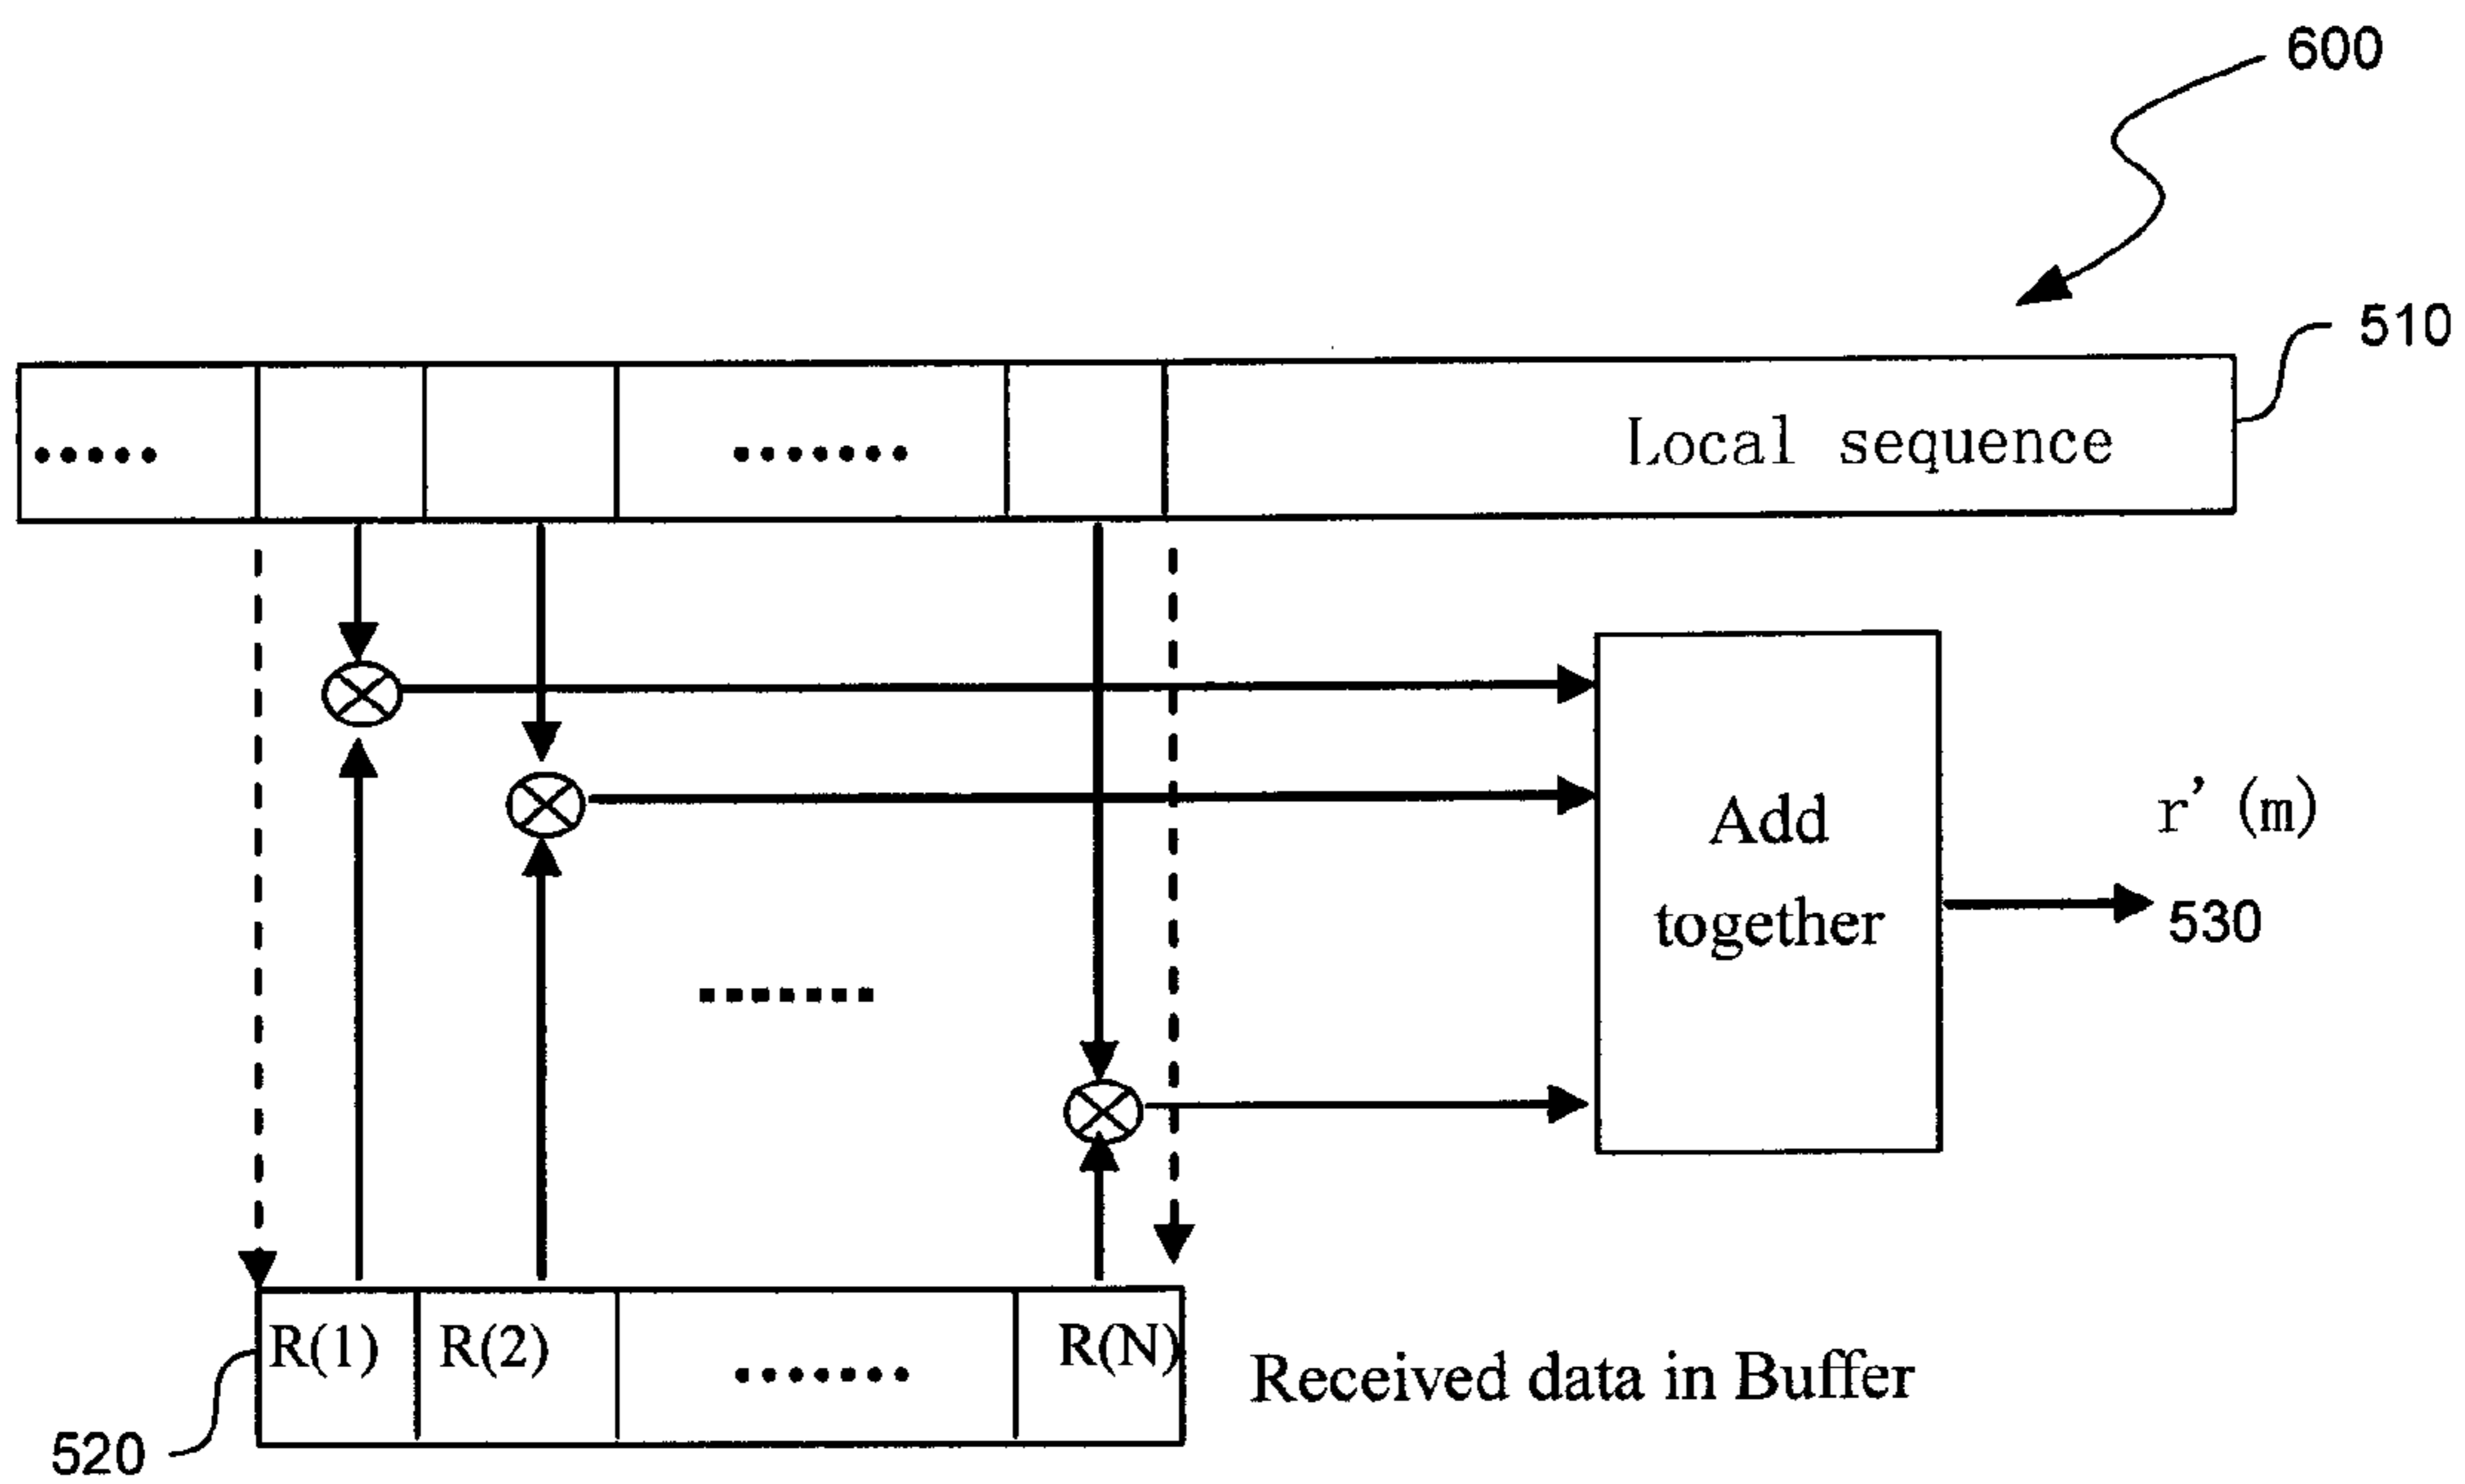 600
510
..... ....... Local sequence
Add
together
r' (m)
530
.......
R(1) R(2) ....... R(N)
Received data in Buffer
520